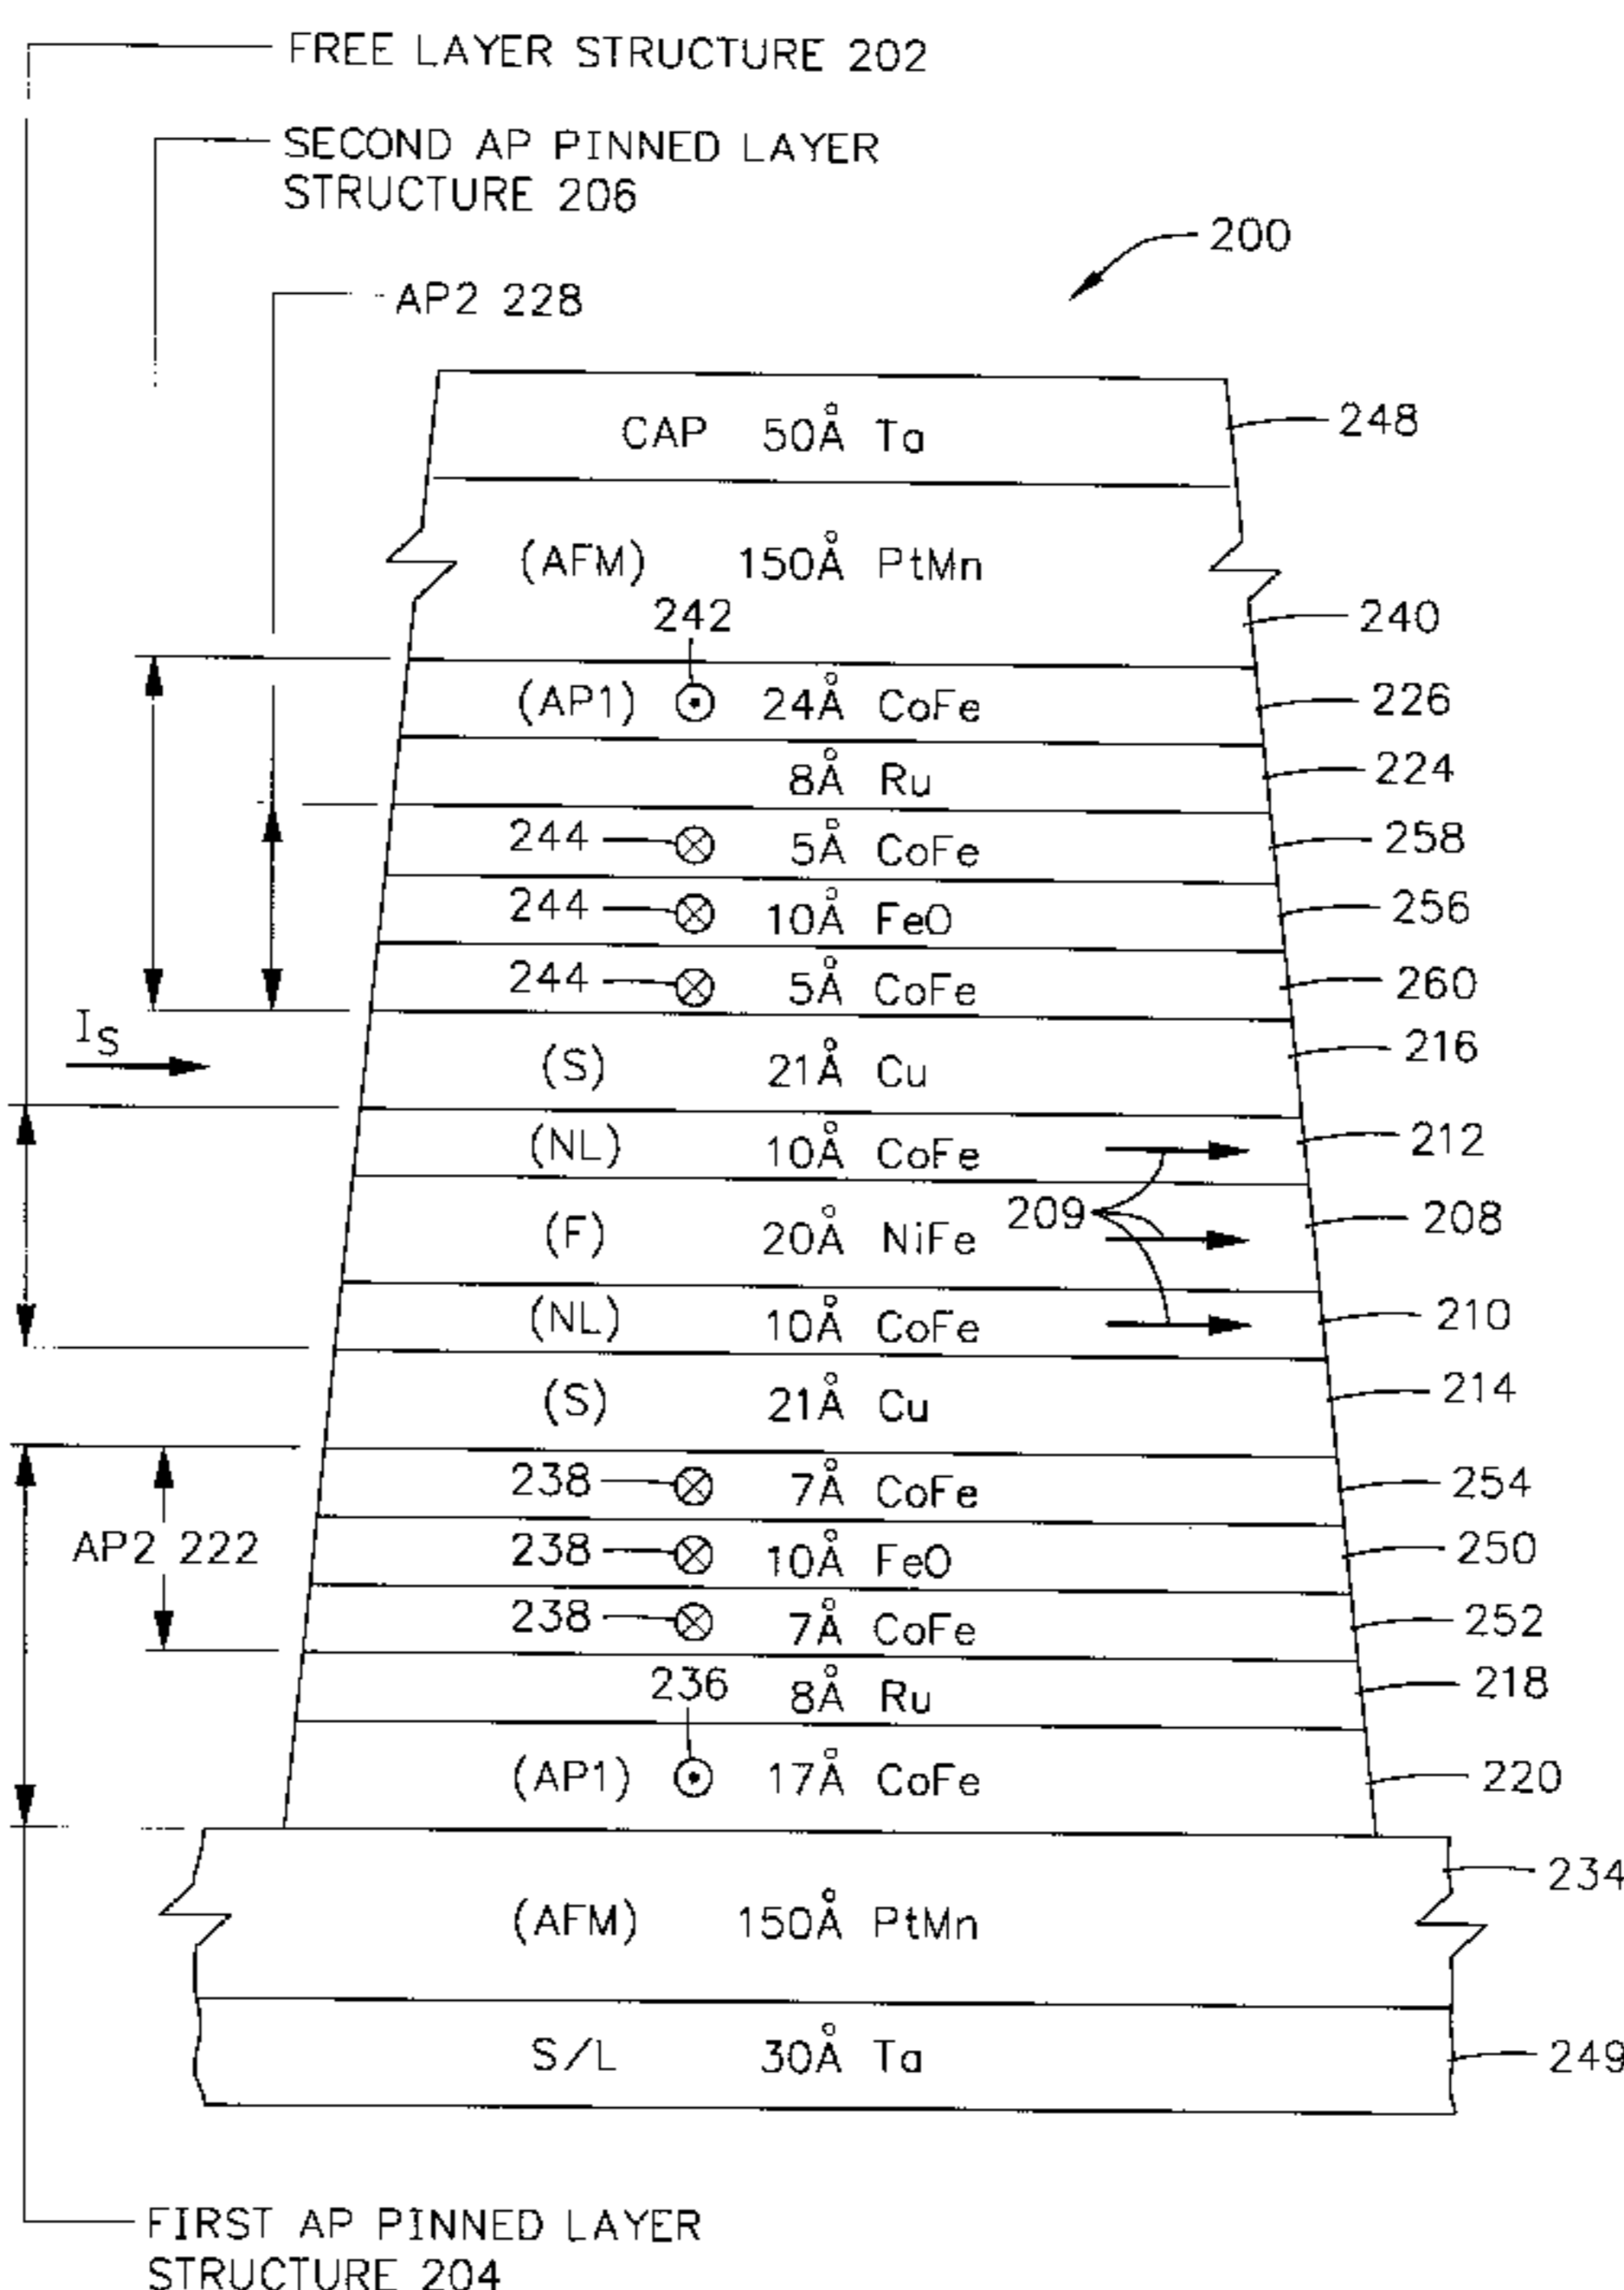 FREE LAYER STRUCTURE 202
SECOND AP PINNED LAYER
STRUCTURE 206
200
AP2 228
CAP 50Å Ta 248
(AFM) 150Å PtMn
242 240
(AP1) 24Å CoFe 226
8Å Ru 224
244 5Å CoFe 258
244 10Å FeO 256
244 5Å CoFe 260
IS
(S) 21Å Cu 216
(NL) 10Å CoFe 212
(F) 20Å NiFe 209 208
(NL) 10Å CoFe 210
(S) 21Å Cu 214
238 7Å CoFe 254
AP2 222 238 10Å FeO 250
238 7Å CoFe 252
236 8Å Ru 218
(AP1) 17Å CoFe 220
234
(AFM) 150Å PtMn
S/L 30Å Ta 249
FIRST AP PINNED LAYER
STRUCTURE 204